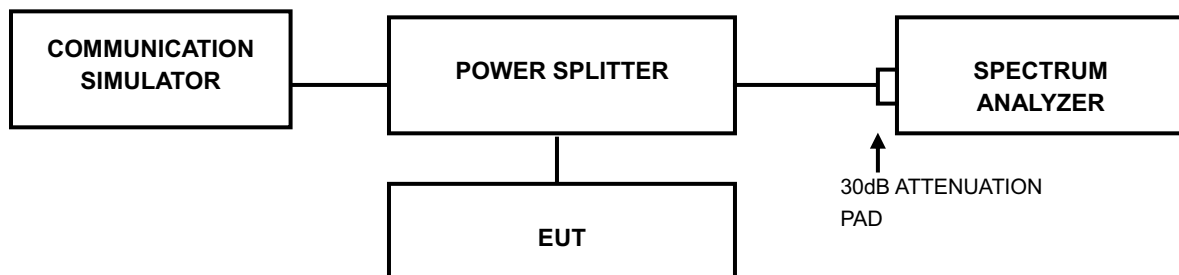 COMMUNICATION
SIMULATOR
POWER SPLITTER
SPECTRUM
ANALYZER
30dB ATTENUATION
PAD
EUT